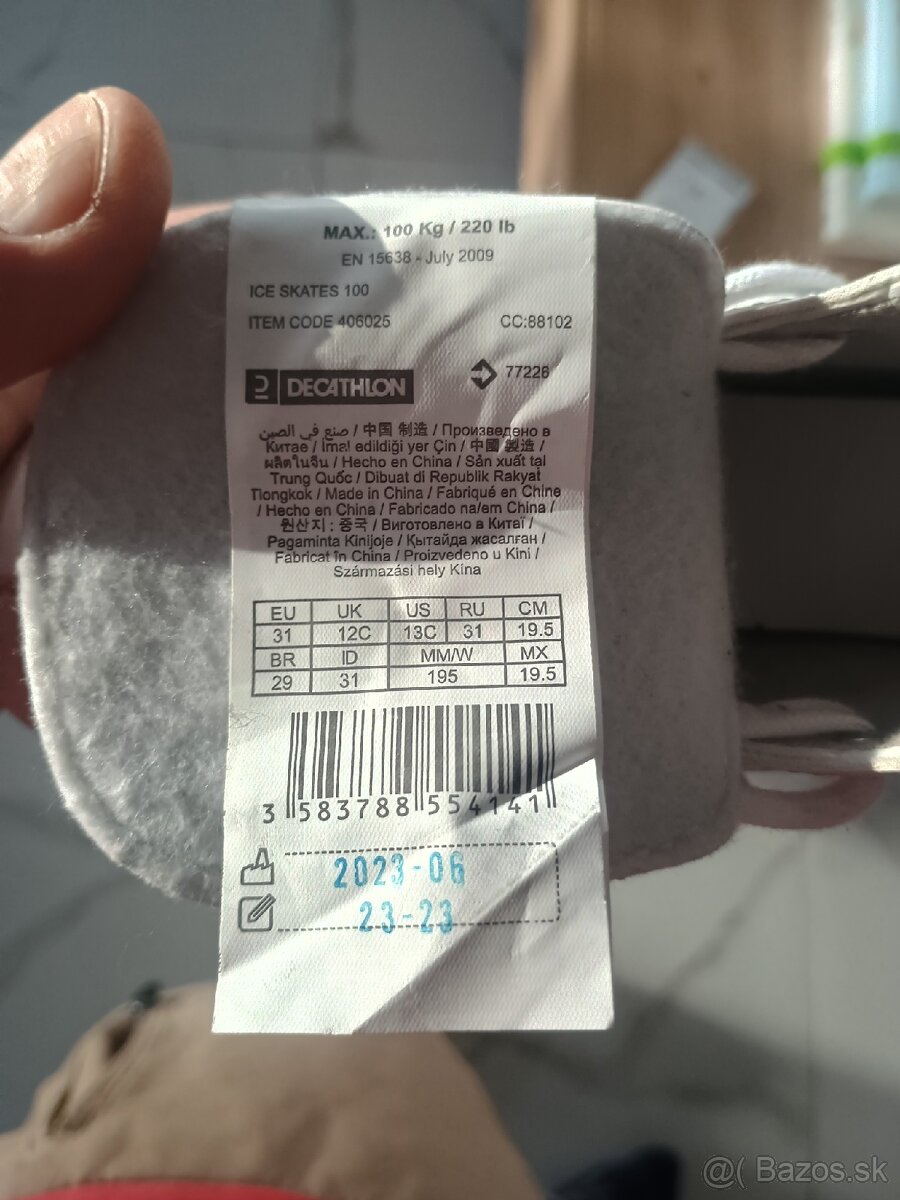 MAX.: 100 Kg / 220 lb
EN 15638 - July 2009
ICE SKATES 100
ITEM CODE 406025 CC:88102
DECATHLON 77226
صنع في الصين / 中国 制造 / Произведено в
Китае / İmal edildiği yer Çin / 中國 製造 /
ผลิตในจีน / Hecho en China / Sản xuất tại
Trung Quốc / Dibuat di Republik Rakyat
Tiongkok / Made in China / Fabriqué en Chine
/ Hecho en China / Fabricado na/em China /
원산지 : 중국 / Виготовлено в Китаї /
Pagaminta Kinijoje / Қытайда жасалған /
Fabricat în China / Proizvedeno u Kini /
Származási hely Kína
EU UK US RU CM
31 12C 13C 31 19.5
BR ID MM/W MX
29 31 195 19.5
3 583788 554141
2023-06
23-23
@( Bazos.sk